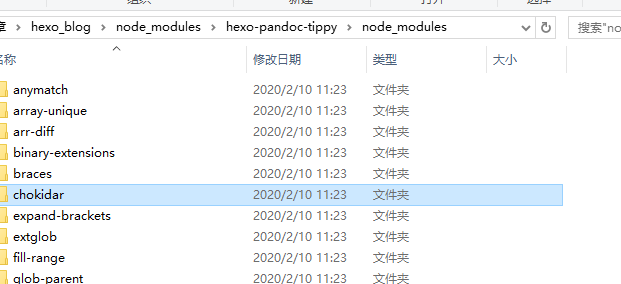 章 > hexo_blog > node_modules > hexo-pandoc-tippy > node_modules
搜索"no
名称 修改日期 类型 大小
anymatch 2020/2/10 11:23 文件夹
array-unique 2020/2/10 11:23 文件夹
arr-diff 2020/2/10 11:23 文件夹
binary-extensions 2020/2/10 11:23 文件夹
braces 2020/2/10 11:23 文件夹
chokidar 2020/2/10 11:23 文件夹
expand-brackets 2020/2/10 11:23 文件夹
extglob 2020/2/10 11:23 文件夹
fill-range 2020/2/10 11:23 文件夹
glob-parent 2020/2/10 11:23 文件夹